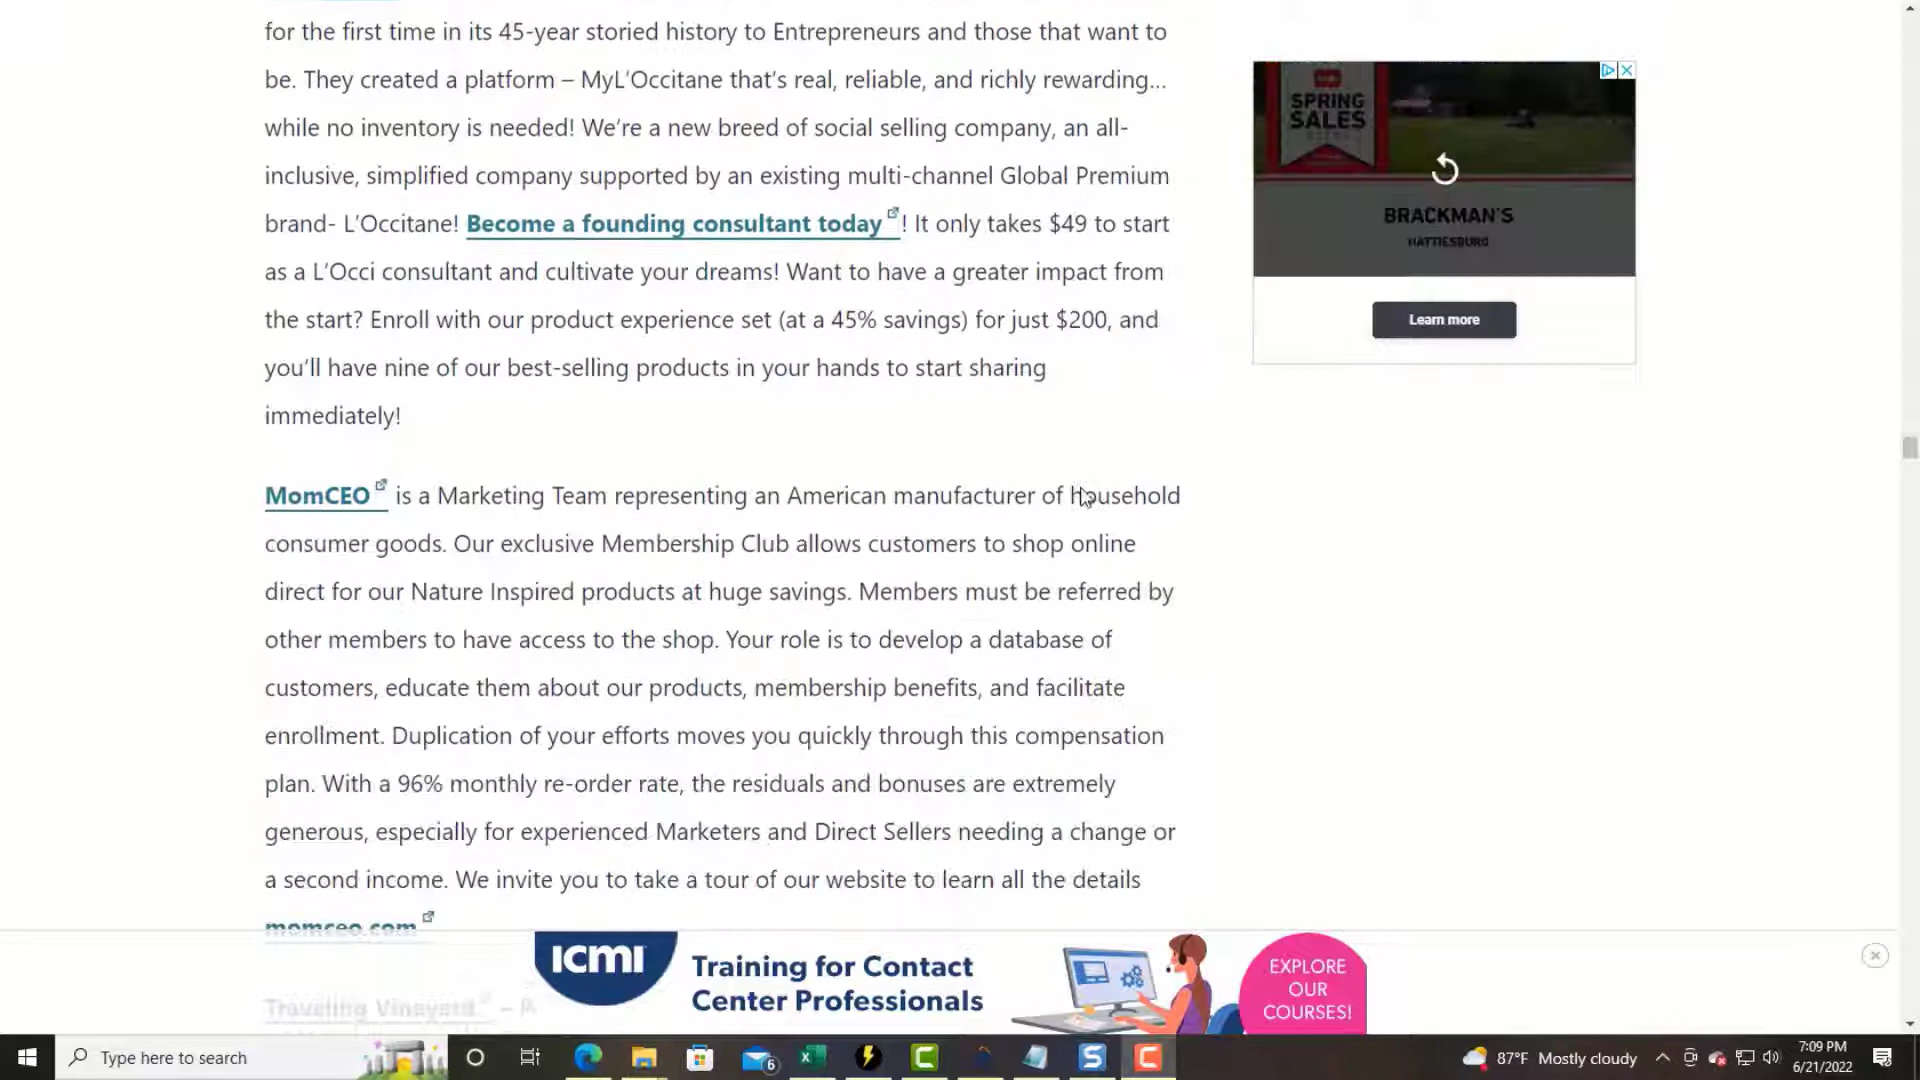 for the first time in its 45-year storied history to Entrepreneurs and those that want to
be. They created a platform – MyL’Occitane that’s real, reliable, and richly rewarding…
while no inventory is needed! We’re a new breed of social selling company, an all-
inclusive, simplified company supported by an existing multi-channel Global Premium
brand- L’Occitane! Become a founding consultant today! It only takes $49 to start
as a L’Occi consultant and cultivate your dreams! Want to have a greater impact from
the start? Enroll with our product experience set (at a 45% savings) for just $200, and
you’ll have nine of our best-selling products in your hands to start sharing
immediately!
SPRING
SALES
BRACKMAN'S
HATTIESBURG
Learn more
MomCEO is a Marketing Team representing an American manufacturer of household
consumer goods. Our exclusive Membership Club allows customers to shop online
direct for our Nature Inspired products at huge savings. Members must be referred by
other members to have access to the shop. Your role is to develop a database of
customers, educate them about our products, membership benefits, and facilitate
enrollment. Duplication of your efforts moves you quickly through this compensation
plan. With a 96% monthly re-order rate, the residuals and bonuses are extremely
generous, especially for experienced Marketers and Direct Sellers needing a change or
a second income. We invite you to take a tour of our website to learn all the details
momceo.com
Traveling Vineyard –
ICMI
Training for Contact
Center Professionals
EXPLORE
OUR
COURSES!
Type here to search
6
87°F Mostly cloudy
7:09 PM
6/21/2022